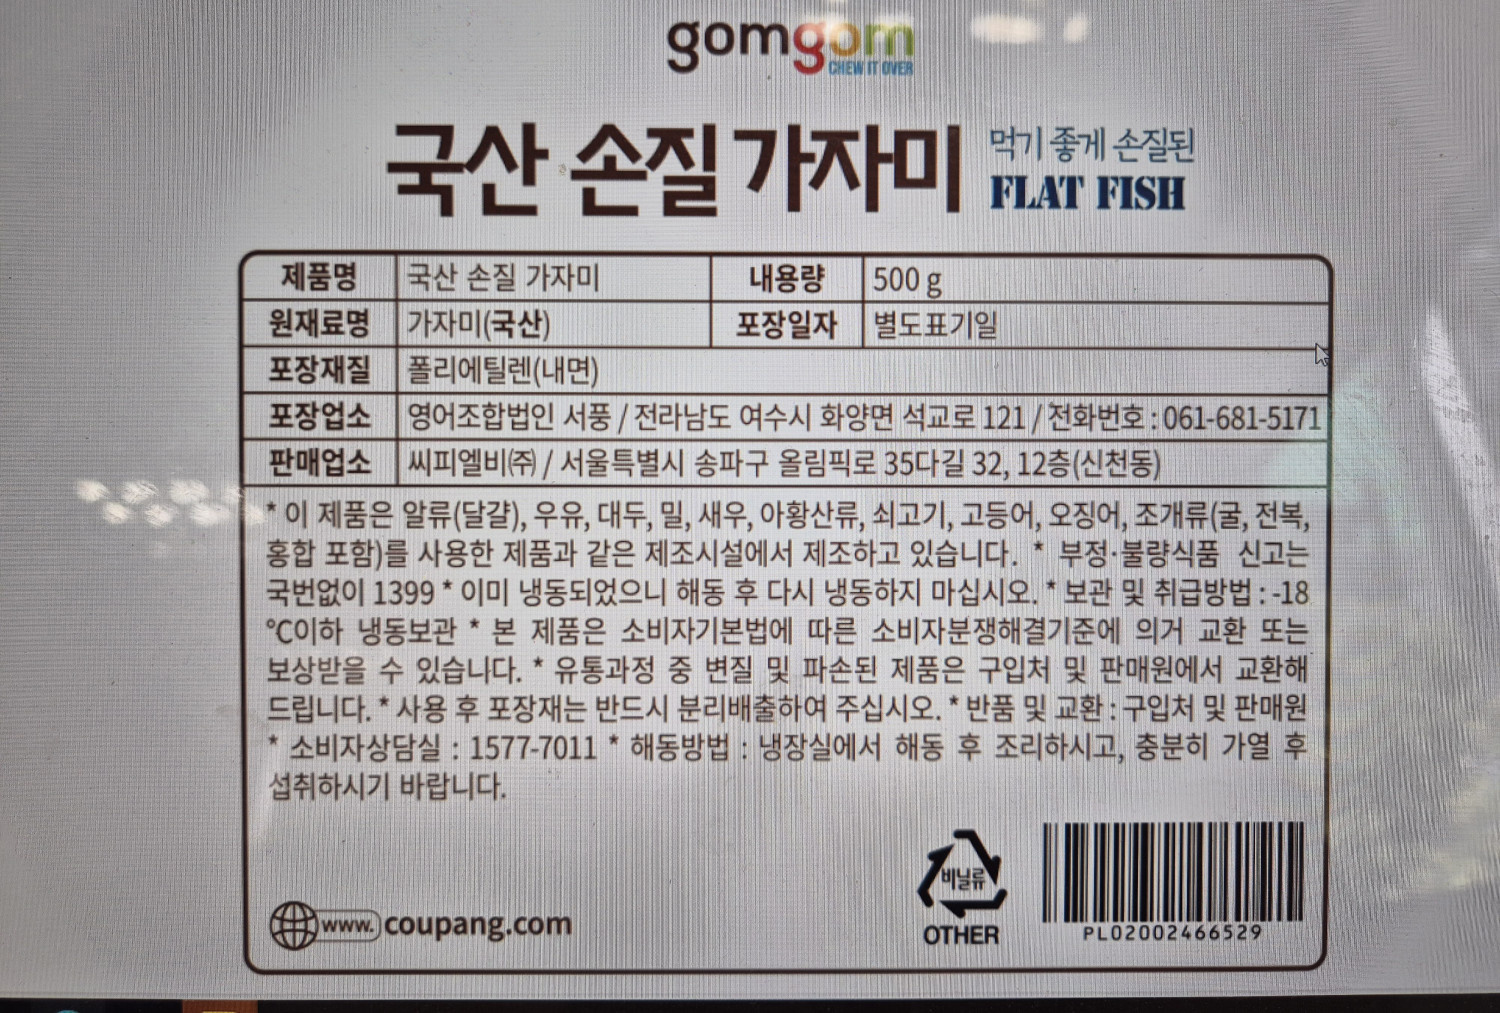 gomgom
CHEW IT OVER
국산 손질 가자미
먹기 좋게 손질된
FLAT FISH
제품명 국산 손질 가자미 내용량 500 g
원재료명 가자미(국산) 포장일자 별도표기일
포장재질 폴리에틸렌(내면)
포장업소 영어조합법인 서풍 / 전라남도 여수시 화양면 석교로 121 / 전화번호 : 061-681-5171
판매업소 씨피엘비㈜ / 서울특별시 송파구 올림픽로 35다길 32, 12층(신천동)
* 이 제품은 알류(달걀), 우유, 대두, 밀, 새우, 아황산류, 쇠고기, 고등어, 오징어, 조개류(굴, 전복,
홍합 포함)를 사용한 제품과 같은 제조시설에서 제조하고 있습니다. * 부정·불량식품 신고는
국번없이 1399 * 이미 냉동되었으니 해동 후 다시 냉동하지 마십시오. * 보관 및 취급방법 : -18
℃이하 냉동보관 * 본 제품은 소비자기본법에 따른 소비자분쟁해결기준에 의거 교환 또는
보상받을 수 있습니다. * 유통과정 중 변질 및 파손된 제품은 구입처 및 판매원에서 교환해
드립니다. * 사용 후 포장재는 반드시 분리배출하여 주십시오. * 반품 및 교환 : 구입처 및 판매원
* 소비자상담실 : 1577-7011 * 해동방법 : 냉장실에서 해동 후 조리하시고, 충분히 가열 후
섭취하시기 바랍니다.
비닐류
OTHER
www. coupang.com
PL02002466529